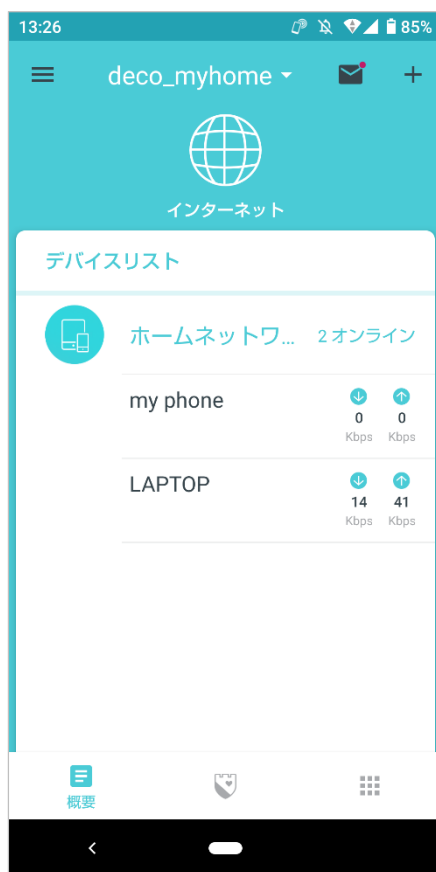 13:26 85%
deco_myhome
インターネット
デバイスリスト
ホームネットワ... 2 オンライン
my phone 0 0
Kbps Kbps
LAPTOP 14 41
Kbps Kbps
概要